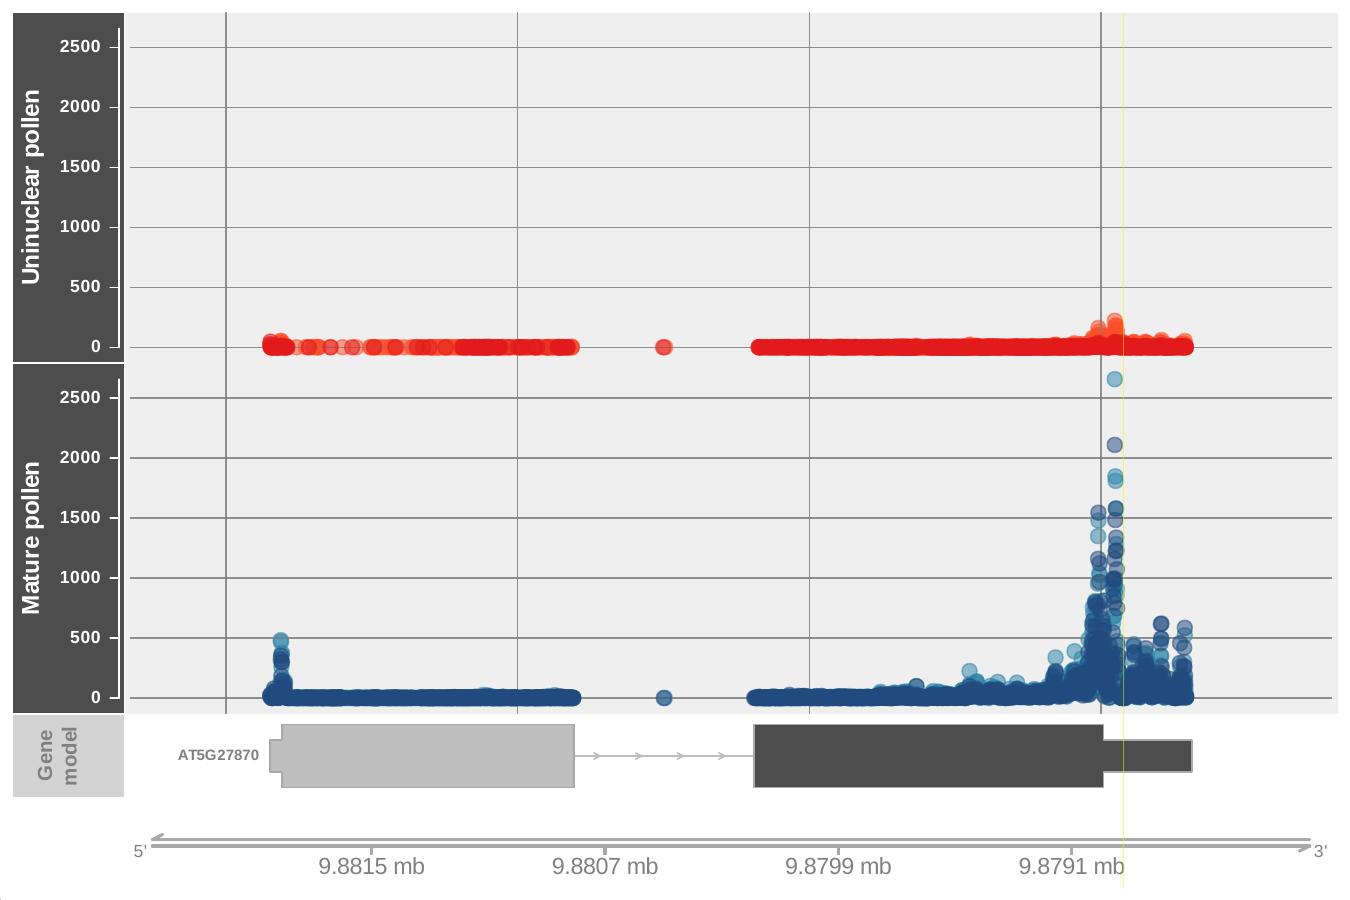 Uninuclear pollen
2500
2000
1500
1000
500
0
Mature pollen
2500
2000
1500
1000
500
0
Gene
model
AT5G27870
5'
3'
9.8815 mb
9.8807 mb
9.8799 mb
9.8791 mb